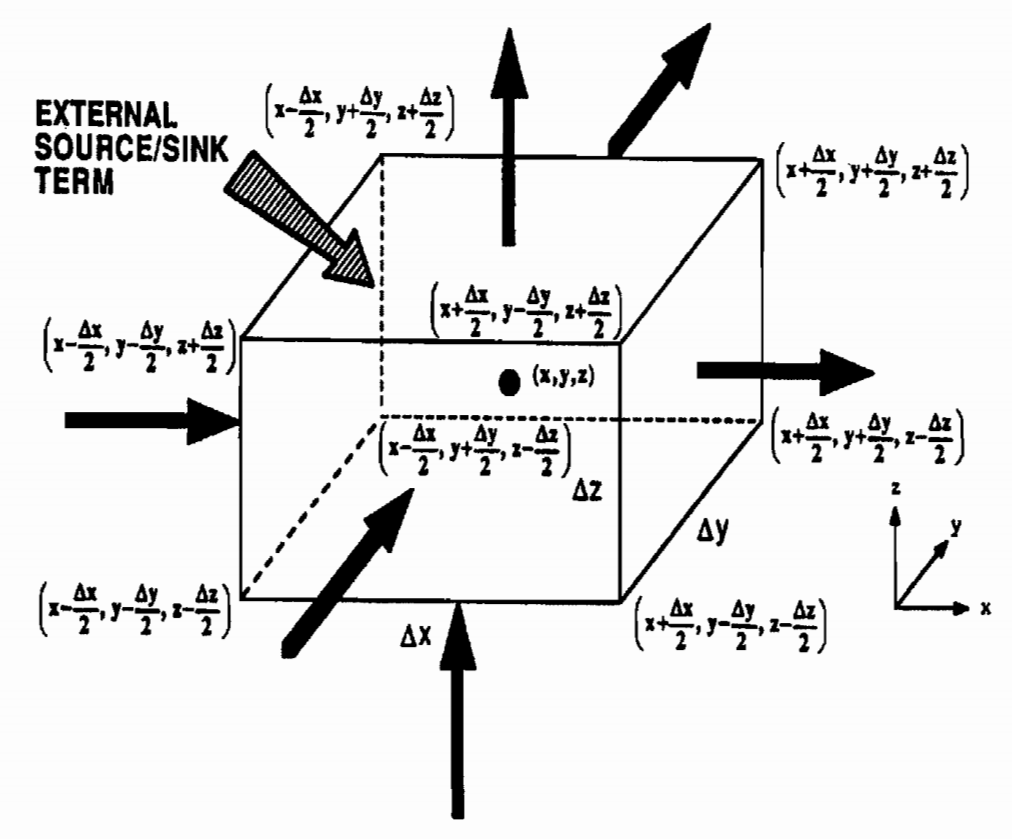 (x-Δx/2, y+Δy/2, z+Δz/2)
EXTERNAL
SOURCE/SINK
TERM
(x+Δx/2, y+Δy/2, z+Δz/2)
(x+Δx/2, y-Δy/2, z+Δz/2)
(x-Δx/2, y-Δy/2, z+Δz/2)
(x,y,z)
(x+Δx/2, y+Δy/2, z-Δz/2)
(x-Δx/2, y+Δy/2, z-Δz/2)
Δz
z
Δy
y
(x-Δx/2, y-Δy/2, z-Δz/2)
x
(x+Δx/2, y-Δy/2, z-Δz/2)
Δx